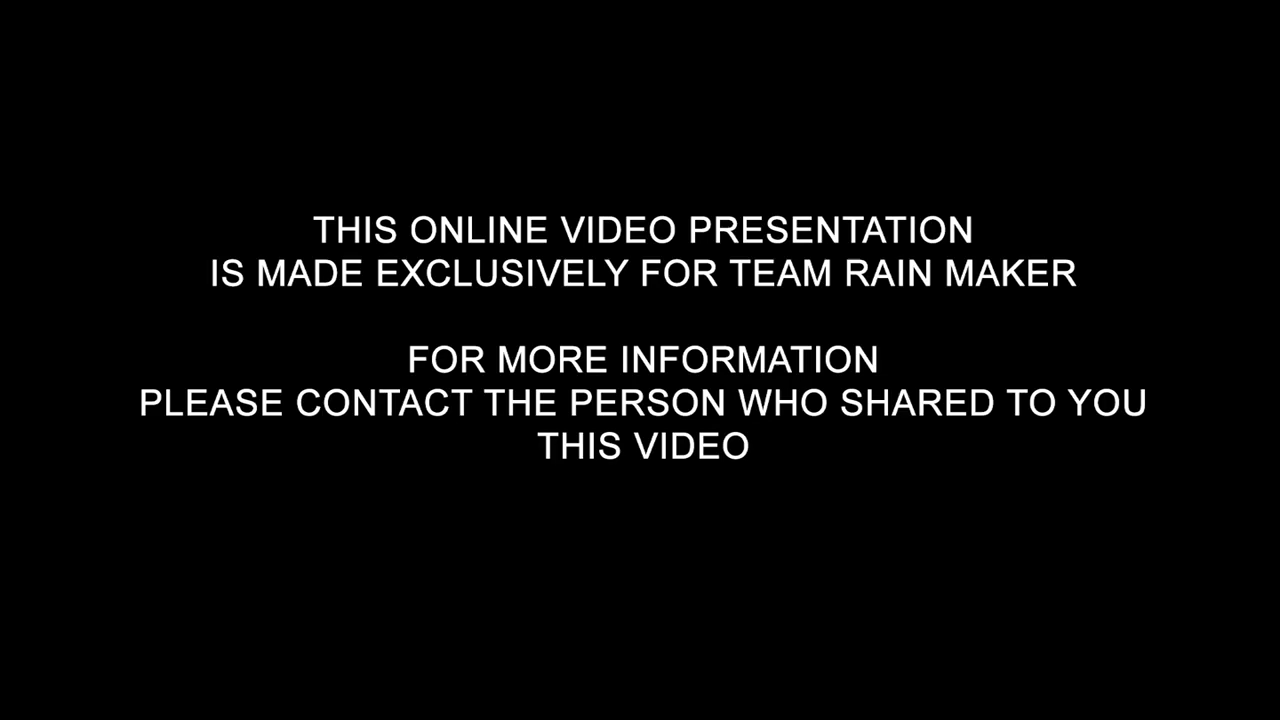 THIS ONLINE VIDEO PRESENTATION
IS MADE EXCLUSIVELY FOR TEAM RAIN MAKER
FOR MORE INFORMATION
PLEASE CONTACT THE PERSON WHO SHARED TO YOU
THIS VIDEO